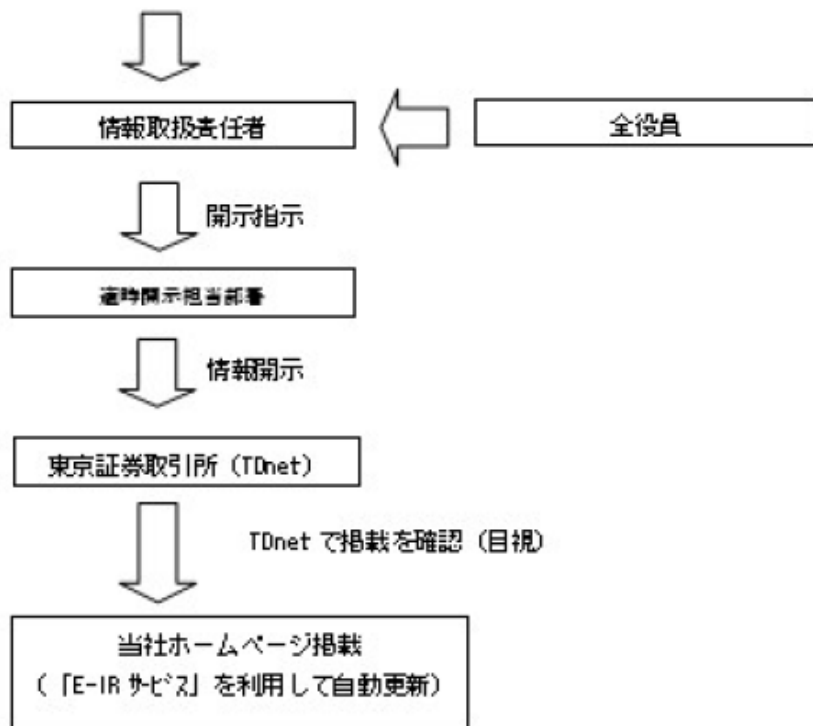 情報取扱責任者
全役員
開示指示
適時開示担当部署
情報開示
東京証券取引所（TDnet）
TDnet で掲載を確認（目視）
当社ホームページ掲載
（「E-IR ｻｰﾋﾞｽ」を利用して自動更新）